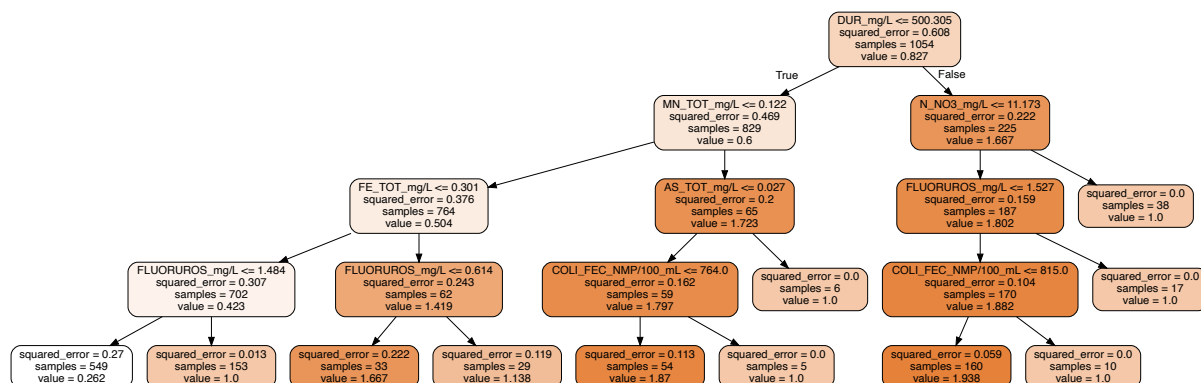 DUR_mg/L <= 500.305
squared_error = 0.608
samples = 1054
value = 0.827
True
False
MN_TOT_mg/L <= 0.122
squared_error = 0.469
samples = 829
value = 0.6
N_NO3_mg/L <= 11.173
squared_error = 0.222
samples = 225
value = 1.667
FE_TOT_mg/L <= 0.301
squared_error = 0.376
samples = 764
value = 0.504
AS_TOT_mg/L <= 0.027
squared_error = 0.2
samples = 65
value = 1.723
FLUORUROS_mg/L <= 1.527
squared_error = 0.159
samples = 187
value = 1.802
squared_error = 0.0
samples = 38
value = 1.0
FLUORUROS_mg/L <= 1.484
squared_error = 0.307
samples = 702
value = 0.423
FLUORUROS_mg/L <= 0.614
squared_error = 0.243
samples = 62
value = 1.419
COLI_FEC_NMP/100_mL <= 764.0
squared_error = 0.162
samples = 59
value = 1.797
squared_error = 0.0
samples = 6
value = 1.0
COLI_FEC_NMP/100_mL <= 815.0
squared_error = 0.104
samples = 170
value = 1.882
squared_error = 0.0
samples = 17
value = 1.0
squared_error = 0.27
samples = 549
value = 0.262
squared_error = 0.013
samples = 153
value = 1.0
squared_error = 0.222
samples = 33
value = 1.667
squared_error = 0.119
samples = 29
value = 1.138
squared_error = 0.113
samples = 54
value = 1.87
squared_error = 0.0
samples = 5
value = 1.0
squared_error = 0.059
samples = 160
value = 1.938
squared_error = 0.0
samples = 10
value = 1.0